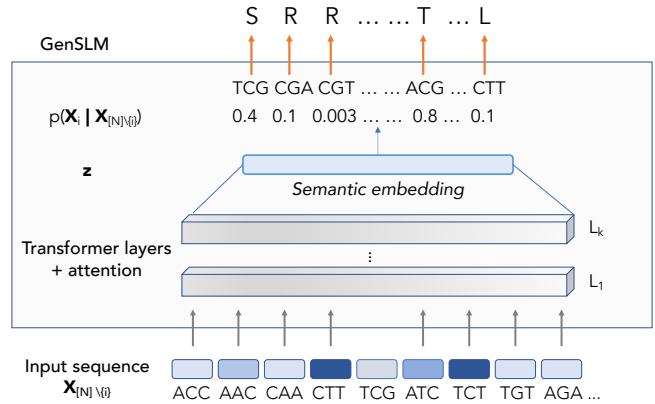 S R R ... ... T ... L
GenSLM
TCG CGA CGT ... ... ACG ... CTT
p(Xi | X[N]\{i}) 0.4 0.1 0.003 ... ... 0.8 ... 0.1
z
Semantic embedding
Lk
Transformer layers
+ attention
⋮
L1
Input sequence
X[N] \{i}
ACC AAC CAA CTT TCG ATC TCT TGT AGA ...